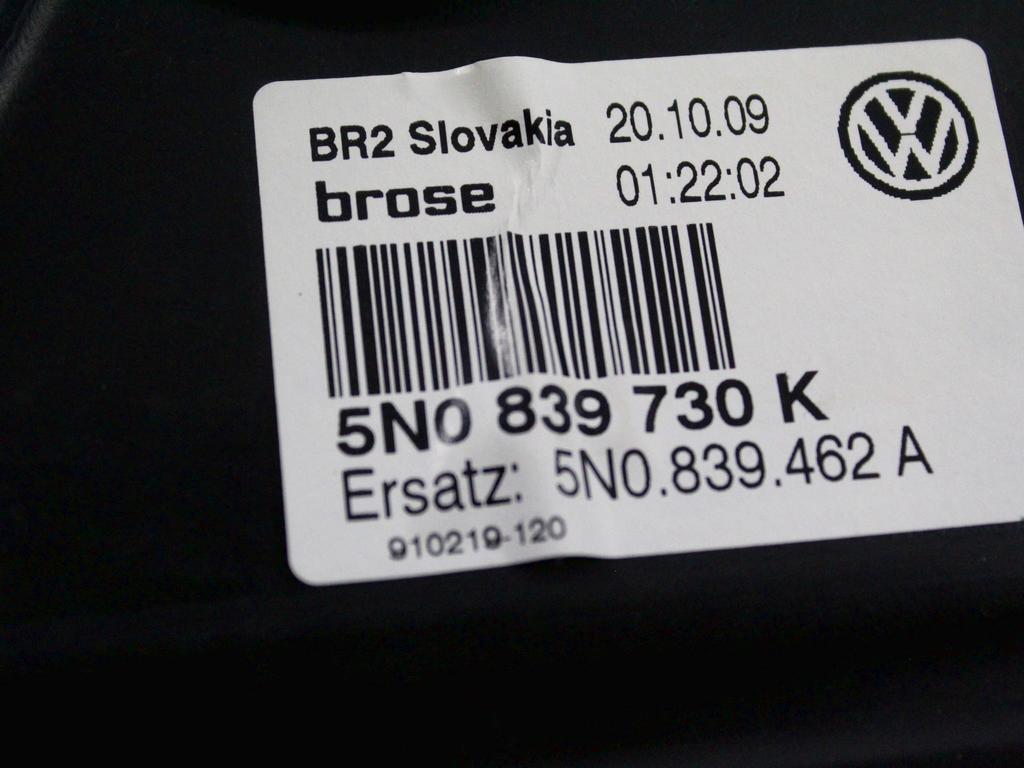 BR2 Slovakia 20.10.09
brose 01:22:02
5N0 839 730 K
Ersatz: 5N0.839.462 A
910219-120